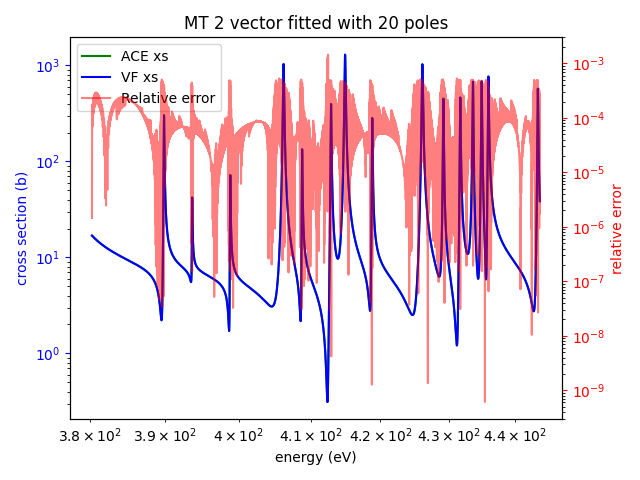 MT 2 vector fitted with 20 poles
ACE xs
VF xs
Relative error
cross section (b)
10³
10²
10¹
10⁰
10⁻³
10⁻⁴
10⁻⁵
10⁻⁶
10⁻⁷
10⁻⁸
10⁻⁹
relative error
3.8 × 10² 3.9 × 10² 4 × 10² 4.1 × 10² 4.2 × 10² 4.3 × 10² 4.4 × 10²
energy (eV)